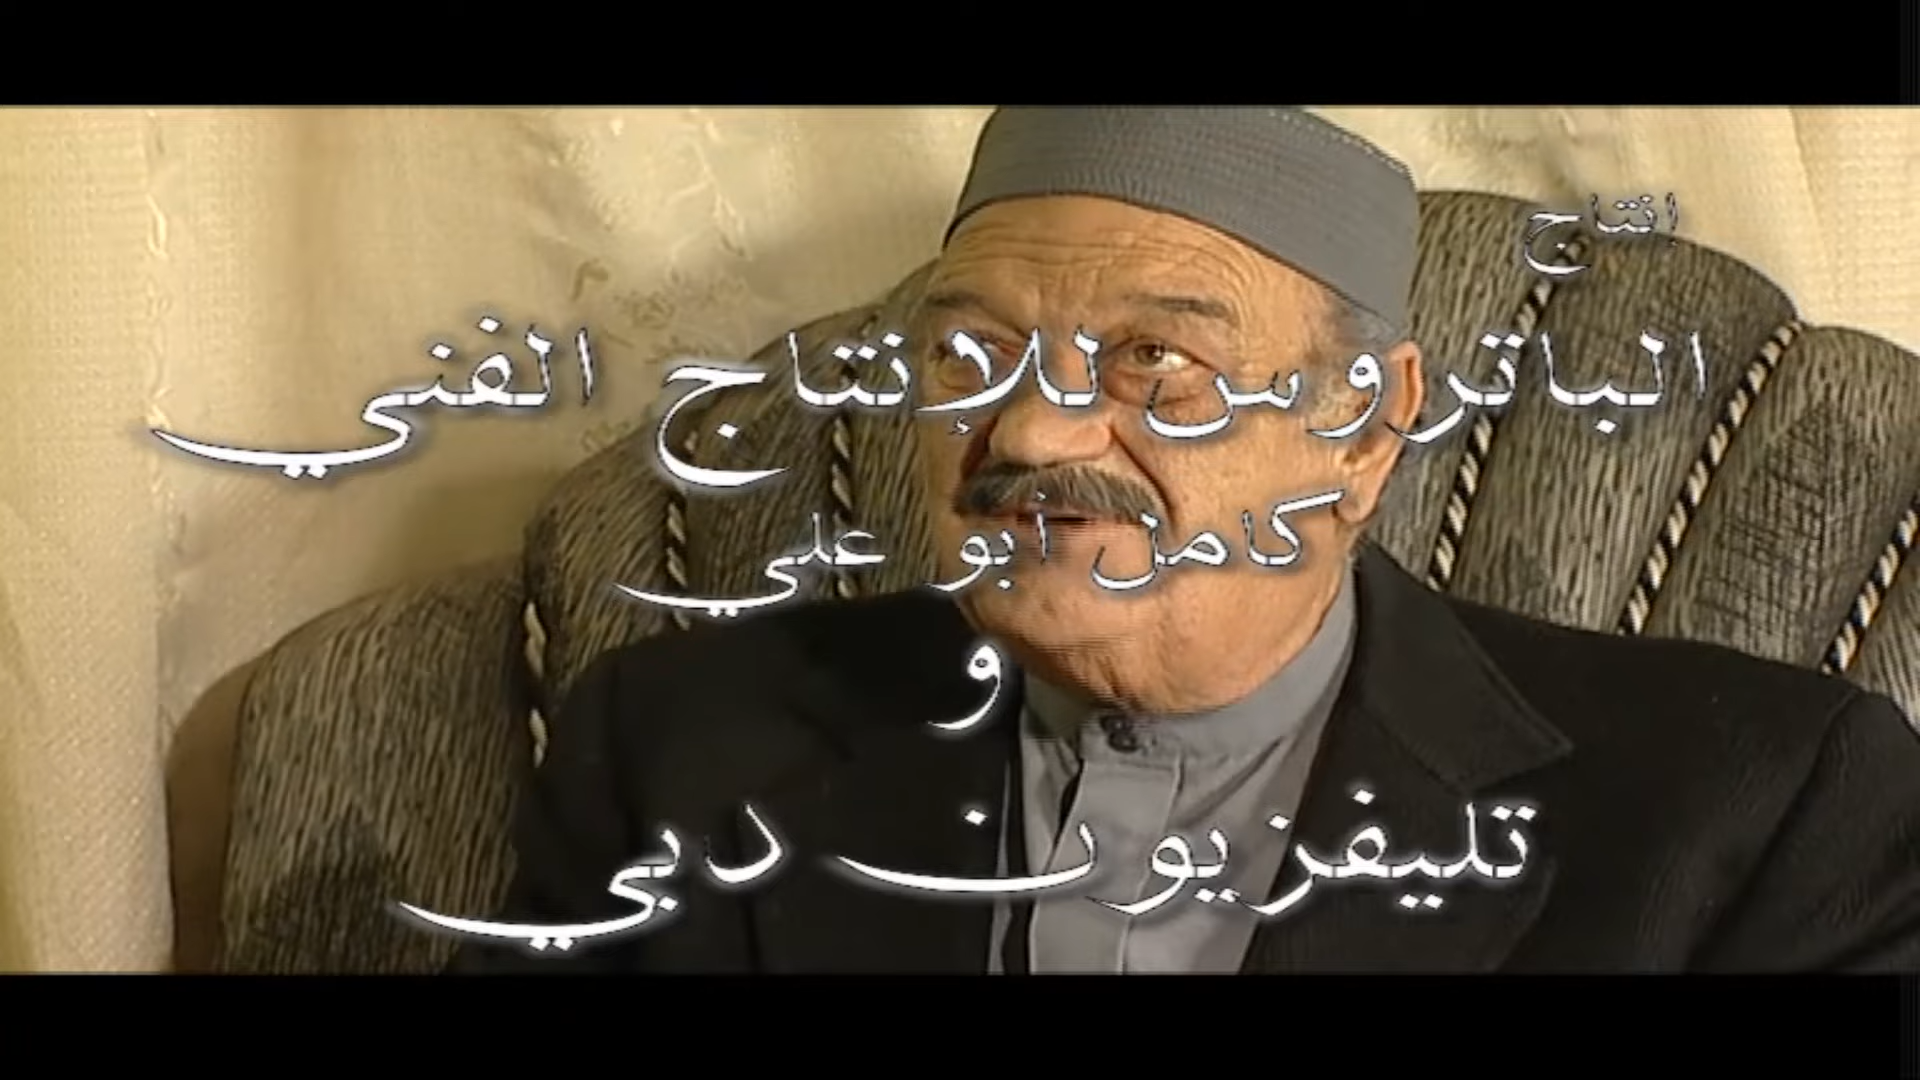 إنتاج
الباتروس للإنتاج الفني
كامل أبو علي
و
تليفزيون دبي